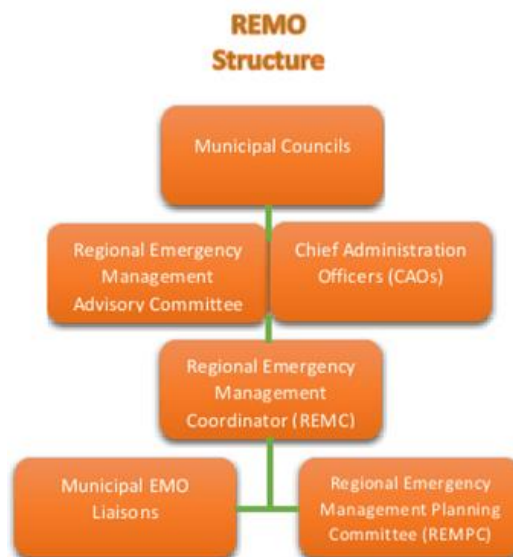 REMO
Structure
Municipal Councils
Regional Emergency
Management
Advisory Committee
Chief Administration
Officers (CAOs)
Regional Emergency
Management
Coordinator (REMC)
Municipal EMO
Liaisons
Regional Emergency
Management Planning
Committee (REMPC)